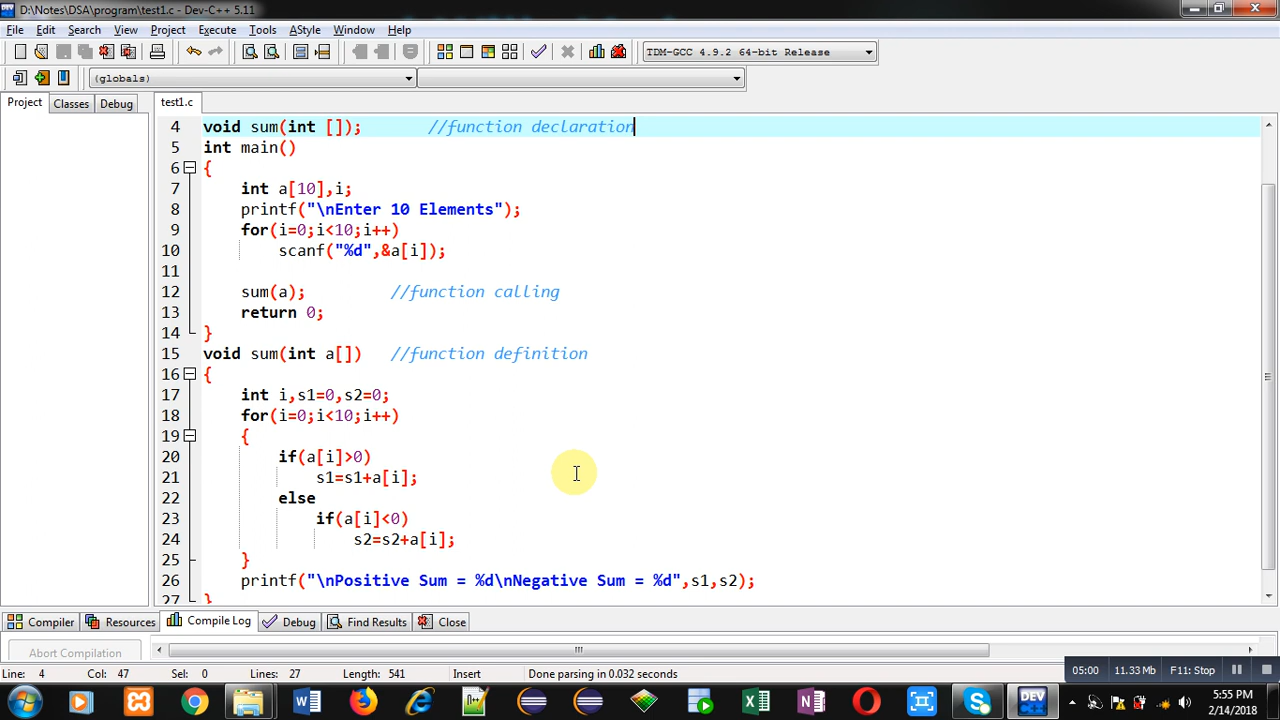 D:\Notes\DSA\program\test1.c - Dev-C++ 5.11
File Edit Search View Project Execute Tools AStyle Window Help
TDM-GCC 4.9.2 64-bit Release
(globals)
Project Classes Debug test1.c
4 void sum(int []); //function declaration
5 int main()
6 {
7 int a[10],i;
8 printf("\nEnter 10 Elements");
9 for(i=0;i<10;i++)
10 scanf("%d",&a[i]);
11
12 sum(a); //function calling
13 return 0;
14 }
15 void sum(int a[]) //function definition
16 {
17 int i,s1=0,s2=0;
18 for(i=0;i<10;i++)
19 {
20 if(a[i]>0)
21 s1=s1+a[i];
22 else
23 if(a[i]<0)
24 s2=s2+a[i];
25 }
26 printf("\nPositive Sum = %d\nNegative Sum = %d",s1,s2);
27 }
Compiler Resources Compile Log Debug Find Results Close
Abort Compilation
Line: 4 Col: 47 Sel: 0 Lines: 27 Length: 541 Insert Done parsing in 0.032 seconds
05:00 11.33 Mb F11: Stop
DEV
5:55 PM
2/14/2018